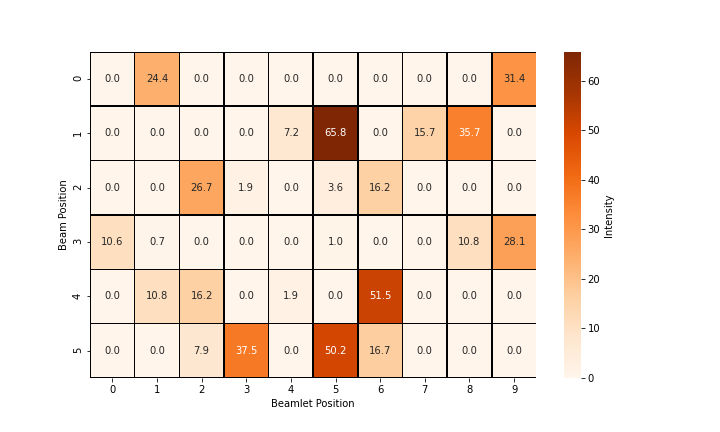 0 0.0 24.4 0.0 0.0 0.0 0.0 0.0 0.0 0.0 31.4
1 0.0 0.0 0.0 0.0 7.2 65.8 0.0 15.7 35.7 0.0
2 0.0 0.0 26.7 1.9 0.0 3.6 16.2 0.0 0.0 0.0
3 10.6 0.7 0.0 0.0 0.0 1.0 0.0 0.0 10.8 28.1
4 0.0 10.8 16.2 0.0 1.9 0.0 51.5 0.0 0.0 0.0
5 0.0 0.0 7.9 37.5 0.0 50.2 16.7 0.0 0.0 0.0
0 1 2 3 4 5 6 7 8 9
Beamlet Position
Beam Position
60
50
40
30
20
10
0
Intensity